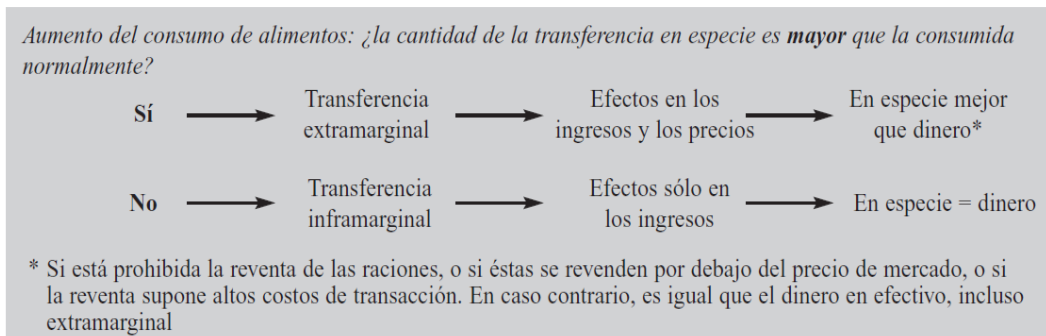 Aumento del consumo de alimentos: ¿la cantidad de la transferencia en especie es mayor que la consumida
normalmente?
Sí
Transferencia
extramarginal
Efectos en los
ingresos y los precios
En especie mejor
que dinero*
No
Transferencia
inframarginal
Efectos sólo en
los ingresos
En especie = dinero
* Si está prohibida la reventa de las raciones, o si éstas se revenden por debajo del precio de mercado, o si
la reventa supone altos costos de transacción. En caso contrario, es igual que el dinero en efectivo, incluso
extramarginal